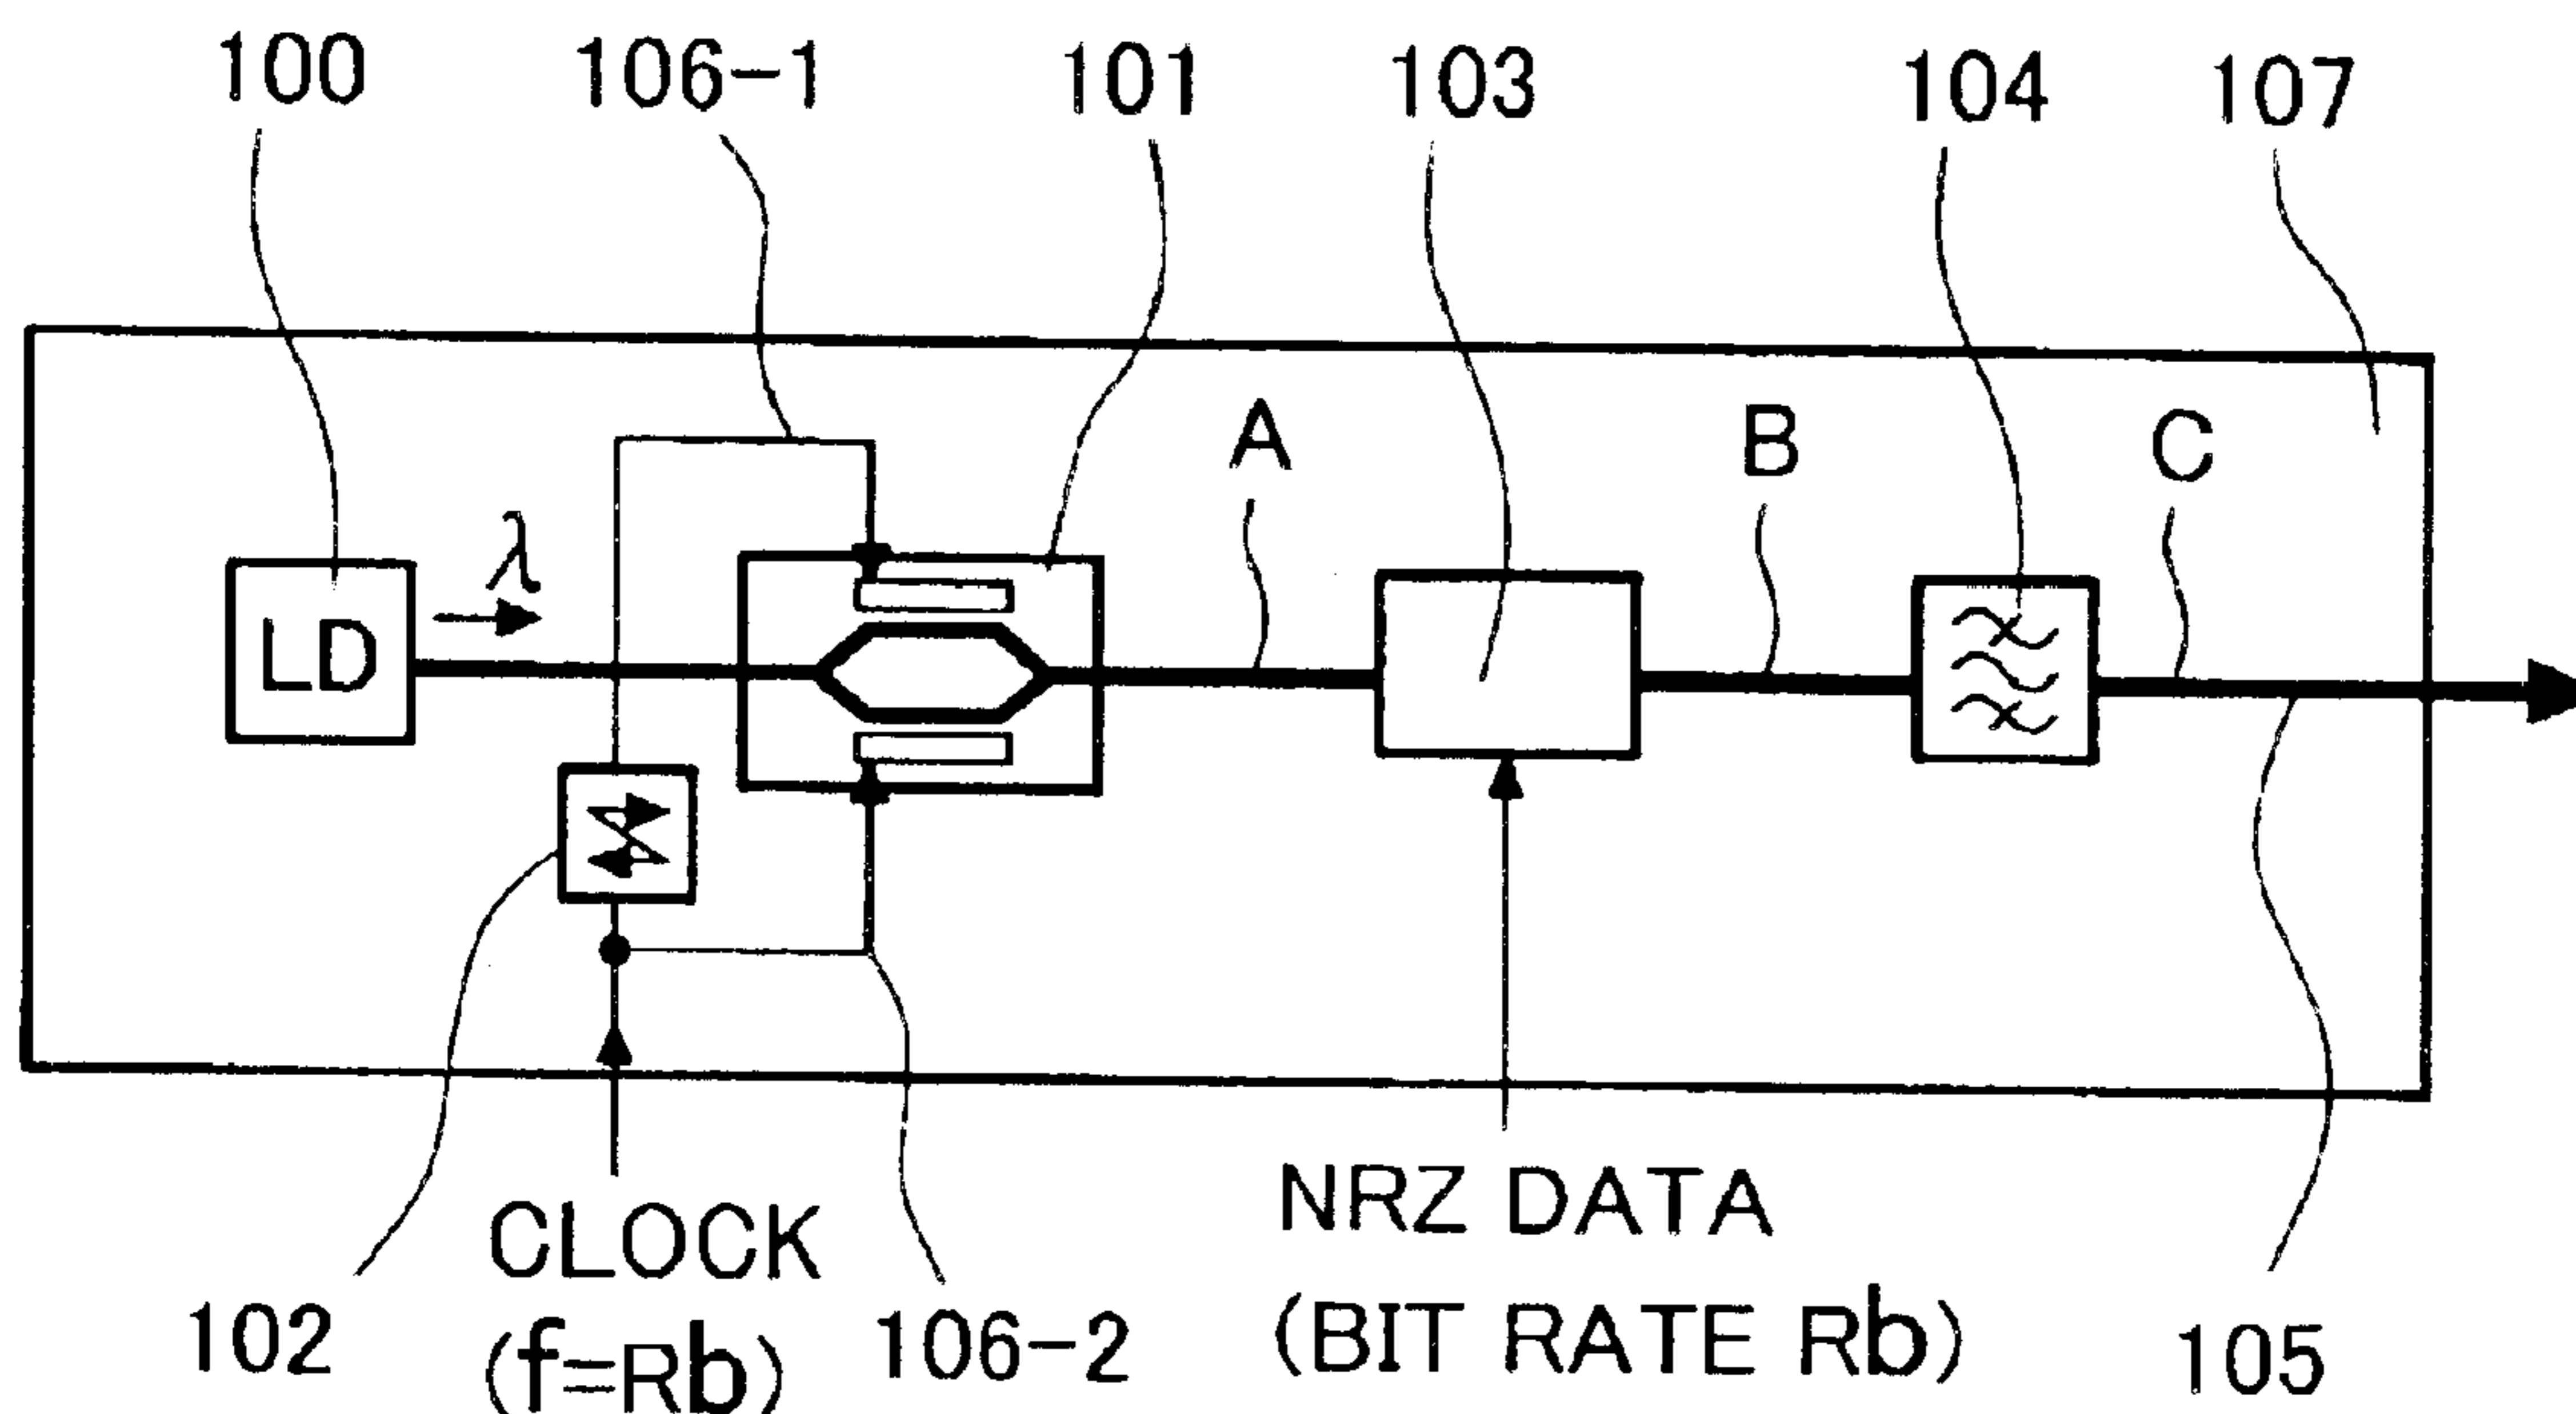 100 106-1 101 103 104 107
A B C
λ
LD
CLOCK
(f=Rb)
NRZ DATA
(BIT RATE Rb)
102
106-2
105